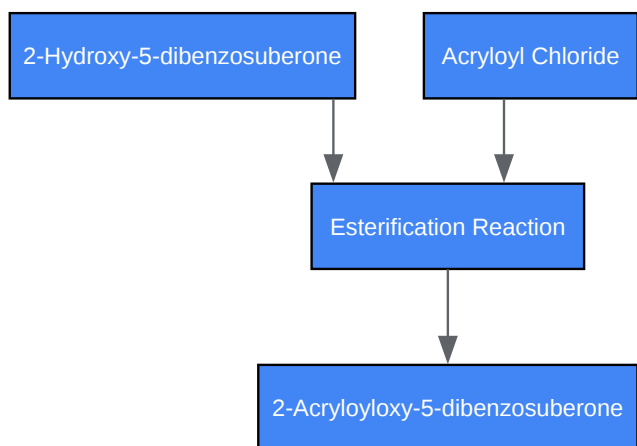 2-Hydroxy-5-dibenzosuberone
Acryloyl Chloride
Esterification Reaction
2-Acryloyloxy-5-dibenzosuberone